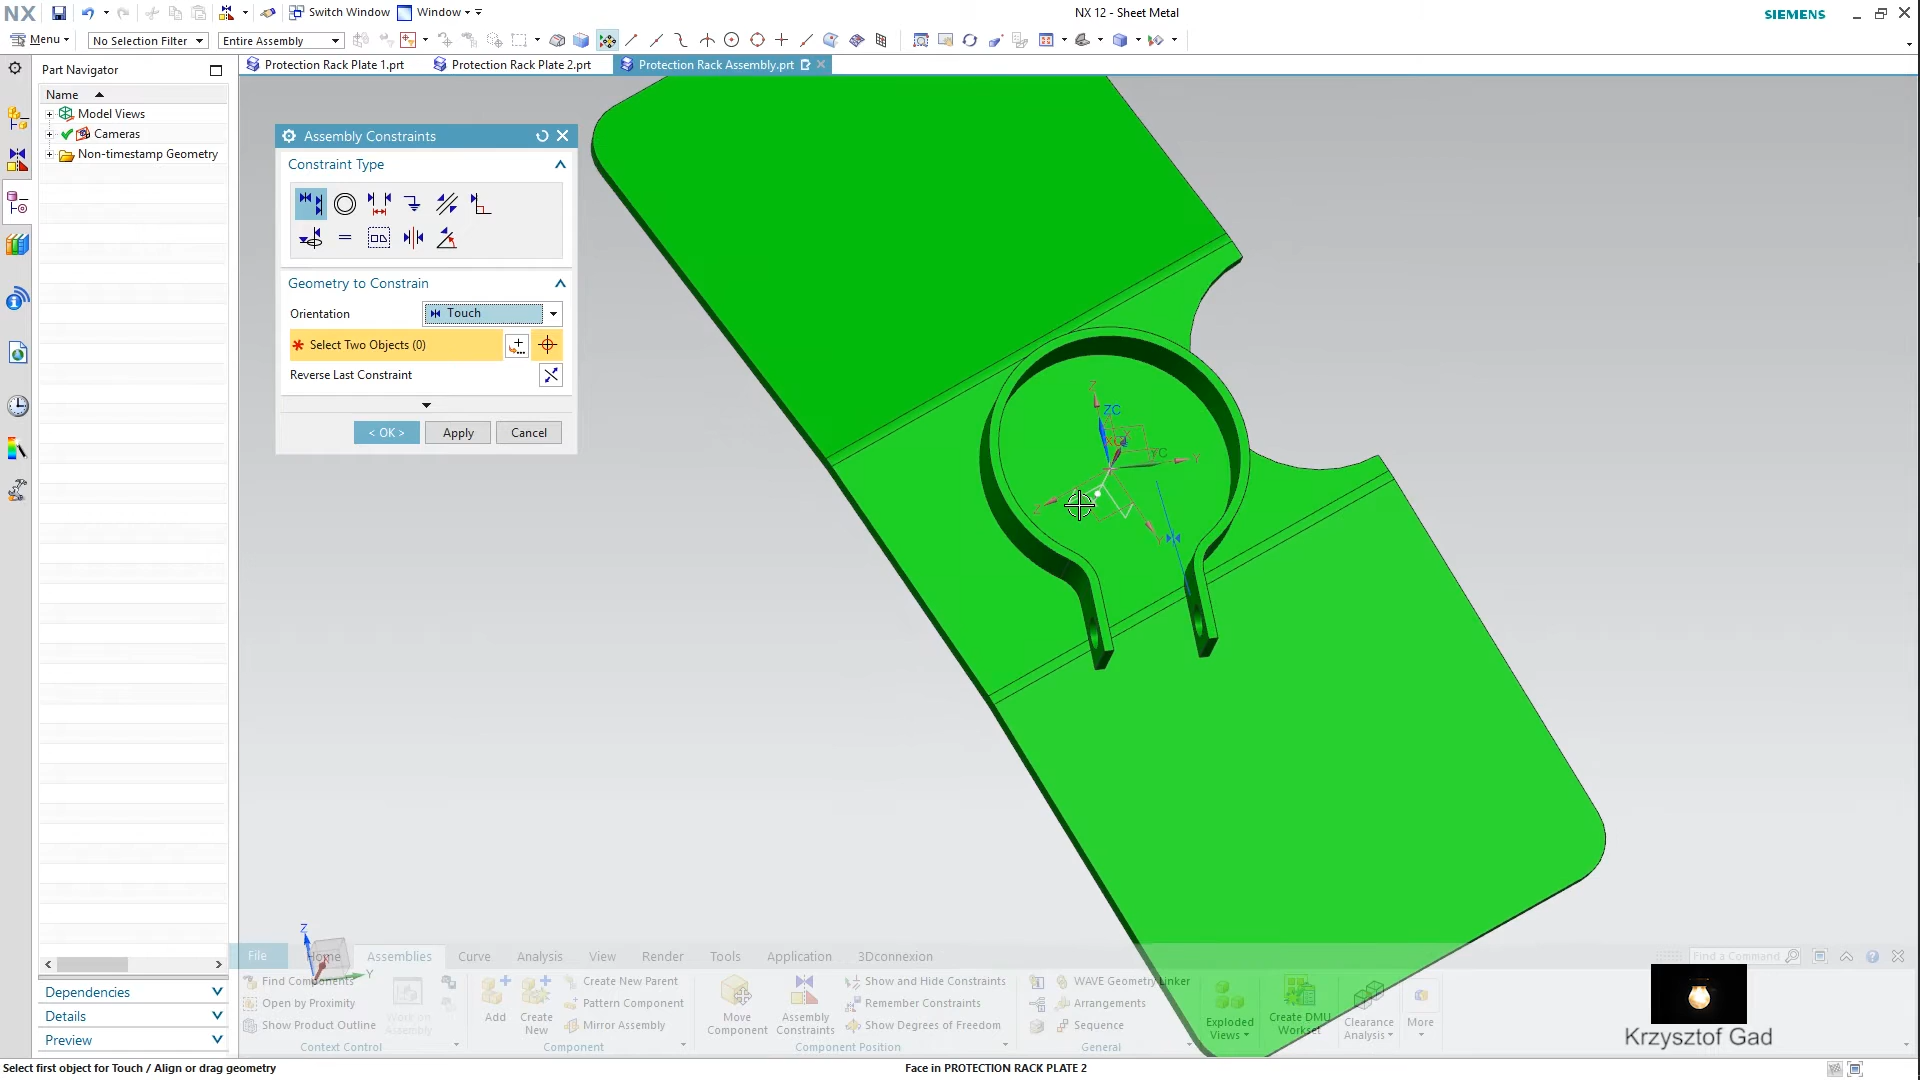 NX
Switch Window
Window
NX 12 - Sheet Metal
SIEMENS
Menu
No Selection Filter
Entire Assembly
Part Navigator
Protection Rack Plate 1.prt
Protection Rack Plate 2.prt
Protection Rack Assembly.prt
Name
Model Views
Cameras
Non-timestamp Geometry
Assembly Constraints
Constraint Type
Geometry to Constrain
Orientation
Touch
Select Two Objects (0)
Reverse Last Constraint
< OK >
Apply
Cancel
Z
ZC
YC
Y
Z
Z
Y
File
Home
Assemblies
Curve
Analysis
View
Render
Tools
Application
3Dconnexion
Find a Command
Find Components
Open by Proximity
Show Product Outline
Work on Assembly
Context Control
Add
Create New
Create New Parent
Pattern Component
Mirror Assembly
Component
Move Component
Assembly Constraints
Show and Hide Constraints
Remember Constraints
Show Degrees of Freedom
Component Position
WAVE Geometry Linker
Arrangements
Sequence
General
Exploded Views
Create DMU Workset
Clearance Analysis
More
Krzysztof Gad
Dependencies
Details
Preview
Select first object for Touch / Align or drag geometry
Face in PROTECTION RACK PLATE 2